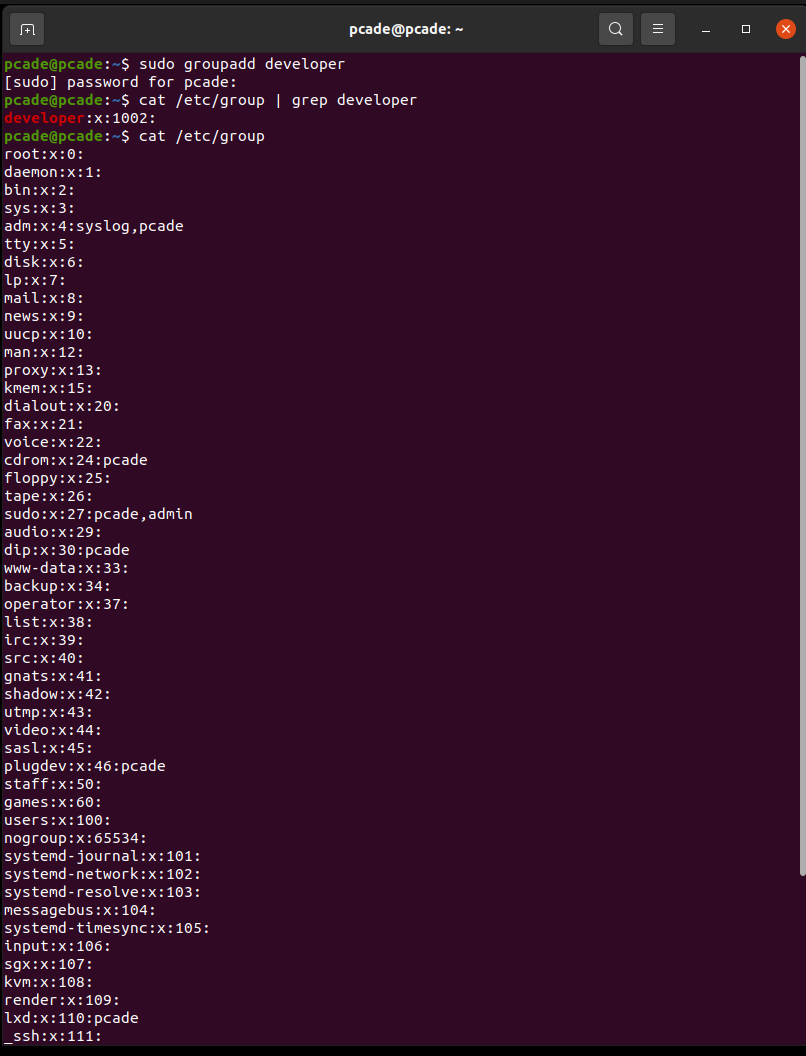 pcade@pcade: ~
pcade@pcade:~$ sudo groupadd developer
[sudo] password for pcade:
pcade@pcade:~$ cat /etc/group | grep developer
developer:x:1002:
pcade@pcade:~$ cat /etc/group
root:x:0:
daemon:x:1:
bin:x:2:
sys:x:3:
adm:x:4:syslog,pcade
tty:x:5:
disk:x:6:
lp:x:7:
mail:x:8:
news:x:9:
uucp:x:10:
man:x:12:
proxy:x:13:
kmem:x:15:
dialout:x:20:
fax:x:21:
voice:x:22:
cdrom:x:24:pcade
floppy:x:25:
tape:x:26:
sudo:x:27:pcade,admin
audio:x:29:
dip:x:30:pcade
www-data:x:33:
backup:x:34:
operator:x:37:
list:x:38:
irc:x:39:
src:x:40:
gnats:x:41:
shadow:x:42:
utmp:x:43:
video:x:44:
sasl:x:45:
plugdev:x:46:pcade
staff:x:50:
games:x:60:
users:x:100:
nogroup:x:65534:
systemd-journal:x:101:
systemd-network:x:102:
systemd-resolve:x:103:
messagebus:x:104:
systemd-timesync:x:105:
input:x:106:
sgx:x:107:
kvm:x:108:
render:x:109:
lxd:x:110:pcade
_ssh:x:111: